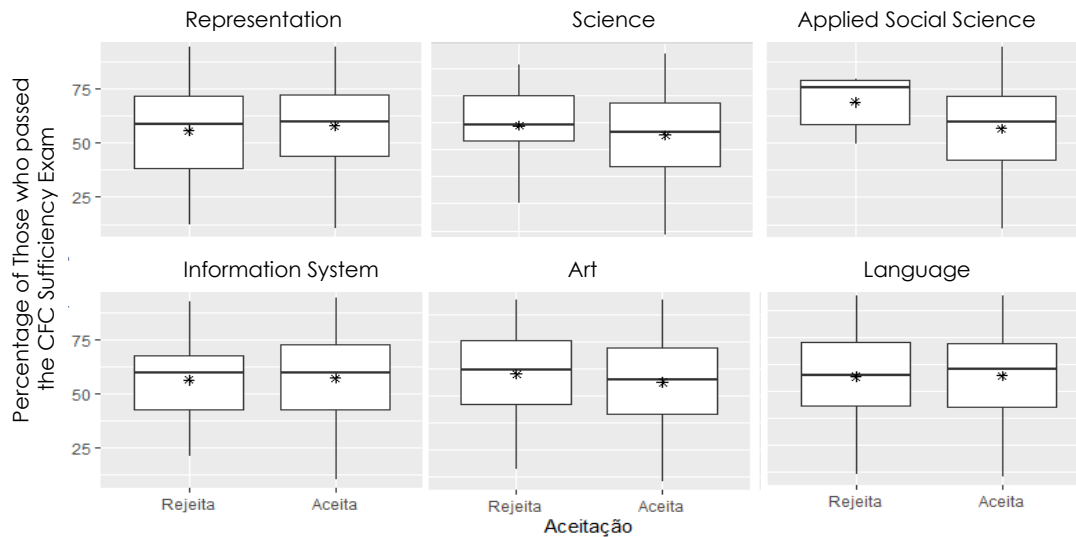 Representation
Science
Applied Social Science
Percentage of Those who passed
the CFC Sufficiency Exam
75
50
25
Information System
Art
Language
75
50
25
Rejeita
Aceita
Rejeita
Aceita
Rejeita
Aceita
Aceitação